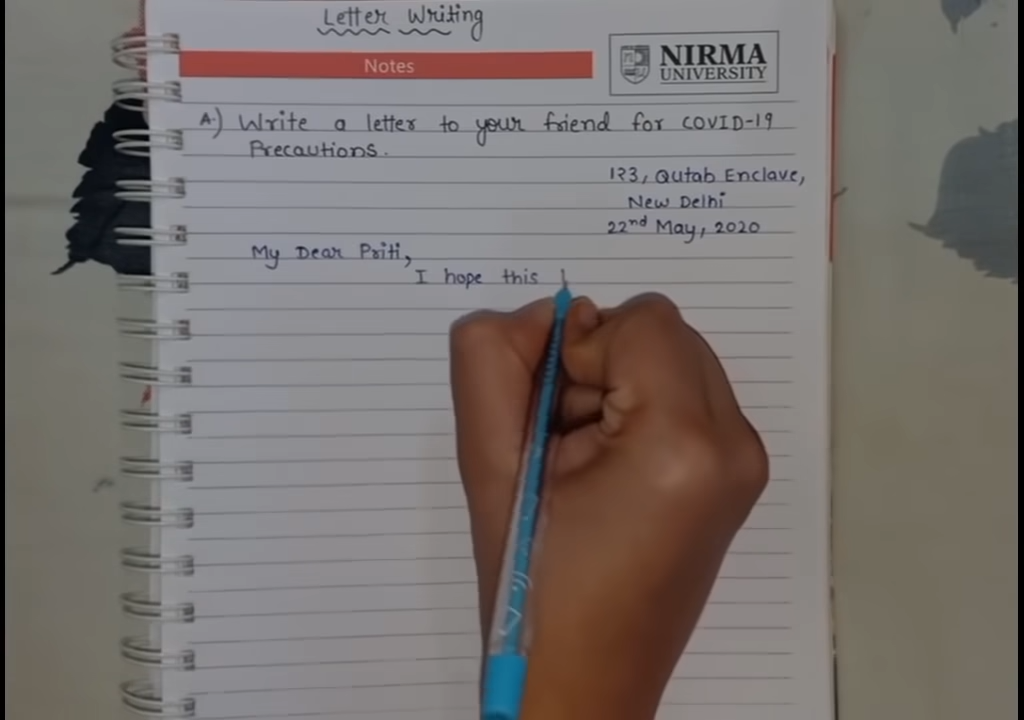 Letter Writing
Notes
NIRMA
UNIVERSITY
A) Write a letter to your friend for COVID-19
Precautions.
123, Qutab Enclave,
New Delhi
22nd May, 2020
My Dear Priti,
I hope this l